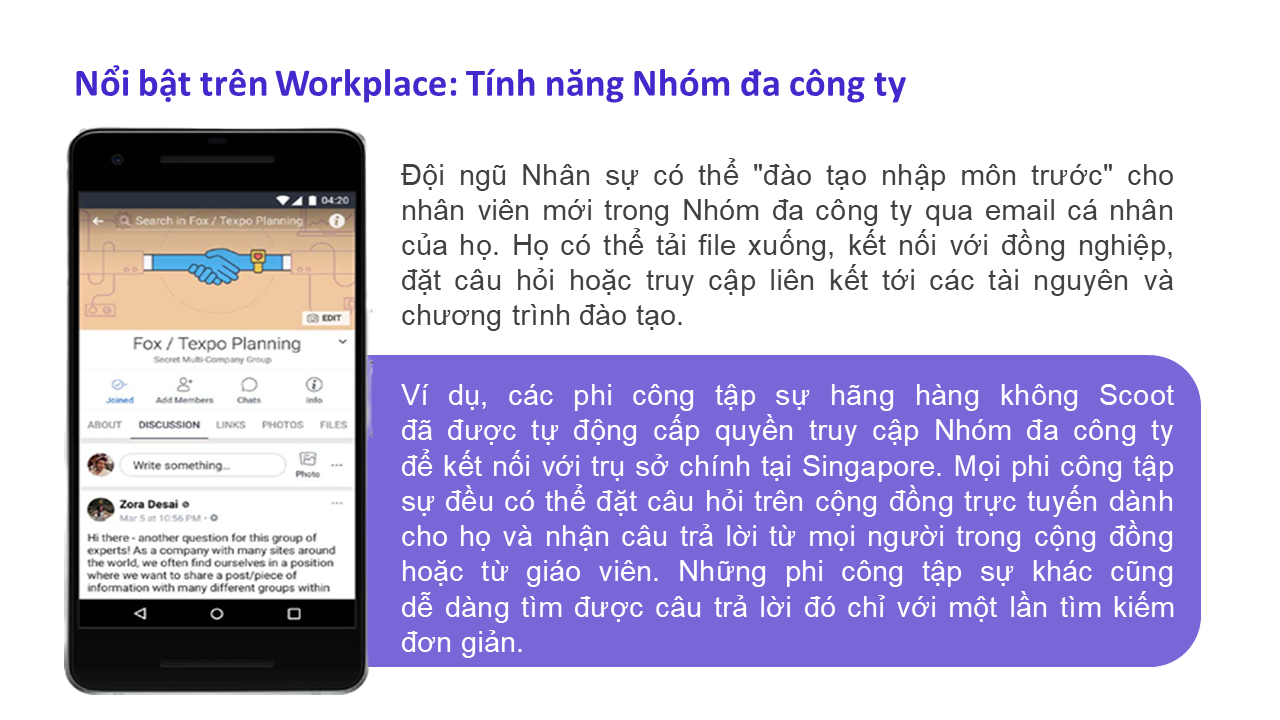 Nổi bật trên Workplace: Tính năng Nhóm đa công ty
04:20
Search in Fox / Texpo Planning
EDIT
Fox / Texpo Planning
Secret Multi-Company Group
Joined Add Members Chats Info
ABOUT DISCUSSION LINKS PHOTOS FILES
Write something...
Photo
Zora Desai
Mar 5 at 10:56 PM
Hi there - another question for this group of
experts! As a company with many sites around
the world, we often find ourselves in a position
where we want to share a post/piece of
information with many different groups within
Đội ngũ Nhân sự có thể "đào tạo nhập môn trước" cho
nhân viên mới trong Nhóm đa công ty qua email cá nhân
của họ. Họ có thể tải file xuống, kết nối với đồng nghiệp,
đặt câu hỏi hoặc truy cập liên kết tới các tài nguyên và
chương trình đào tạo.
Ví dụ, các phi công tập sự hãng hàng không Scoot
đã được tự động cấp quyền truy cập Nhóm đa công ty
để kết nối với trụ sở chính tại Singapore. Mọi phi công tập
sự đều có thể đặt câu hỏi trên cộng đồng trực tuyến dành
cho họ và nhận câu trả lời từ mọi người trong cộng đồng
hoặc từ giáo viên. Những phi công tập sự khác cũng
dễ dàng tìm được câu trả lời đó chỉ với một lần tìm kiếm
đơn giản.